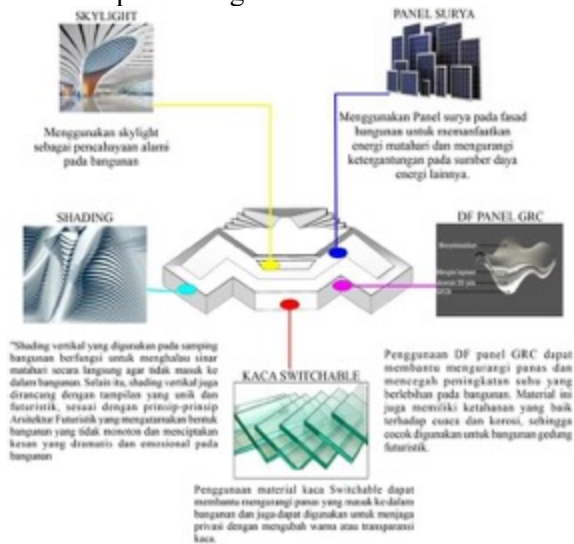 SKYLIGHT
Menggunakan skylight
sebagai pencahayaan alami
pada bangunan
PANEL SURYA
Menggunakan Panel surya pada fasad
bangunan untuk memanfaatkan
energi matahari dan mengurangi
ketergantungan pada sumber daya
energi lainnya.
SHADING
"Shading vertikal yang digunakan pada samping
bangunan berfungsi untuk menghalau sinar
matahari secara langsung agar tidak masuk ke
dalam bangunan. Selain itu, shading vertikal juga
dirancang dengan tampilan yang unik dan
futuristik, sesuai dengan prinsip-prinsip
Arsitektur Futuristik yang mengutamakan bentuk
bangunan yang tidak monoton dan menciptakan
kesan yang dramatis dan emosional pada
bangunan
DF PANEL GRC
Penggunaan DF panel GRC dapat
membantu mengurangi panas dan
mencegah peningkatan suhu yang
berlebihan pada bangunan. Material ini
juga memiliki ketahanan yang baik
terhadap cuaca dan korosi, sehingga
cocok digunakan untuk bangunan gedung
futuristik.
KACA SWITCHABLE
Penggunaan material kaca Switchable dapat
membantu mengurangi panas yang masuk ke dalam
bangunan dan juga dapat digunakan untuk menjaga
privasi dengan mengubah warna atau transparansi
kaca.